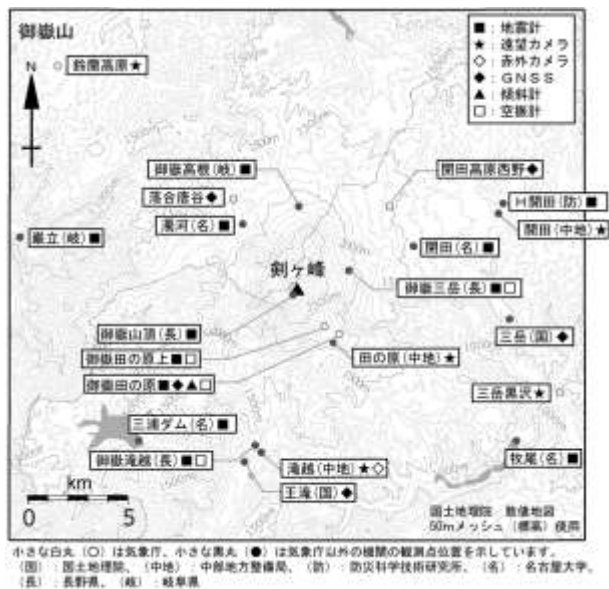 御嶽山
■：地震計
★：遠望カメラ
◇：赤外カメラ
◆：GNSS
▲：傾斜計
□：空振計
N
鈴蘭高原★
御嶽高根(岐)■
開田高原西野◆
落合唐谷◆
H開田(防)■
濁河(名)■
開田(中地)★
巌立(岐)■
開田(名)■
剣ヶ峰
御嶽三岳(長)■□
御嶽山頂(長)■
三岳(国)◆
御嶽田の原上■□
田の原(中地)★
御嶽田の原■◆▲□
三岳黒沢★
三浦ダム(名)■
御嶽滝越(長)■□
滝越(中地)★◇
牧尾(名)■
王滝(国)◆
km
0 5
国土地理院 数値地図
50mメッシュ(標高)使用
小さな白丸(○)は気象庁、小さな黒丸(●)は気象庁以外の機関の観測点位置を示しています。
(国)：国土地理院、(中地)：中部地方整備局、(防)：防災科学技術研究所、(名)：名古屋大学、
(長)：長野県、(岐)：岐阜県